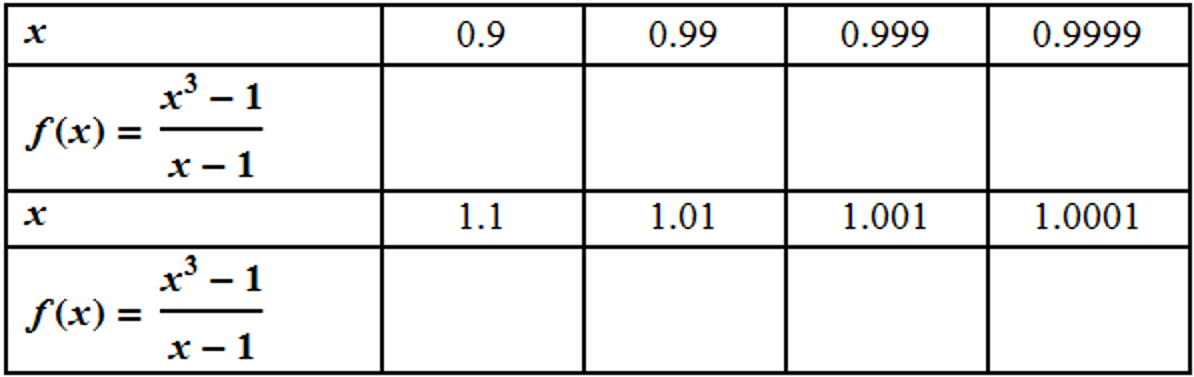 x 0.9 0.99 0.999 0.9999
f(x) = (x³ − 1)/(x − 1)
x 1.1 1.01 1.001 1.0001
f(x) = (x³ − 1)/(x − 1)